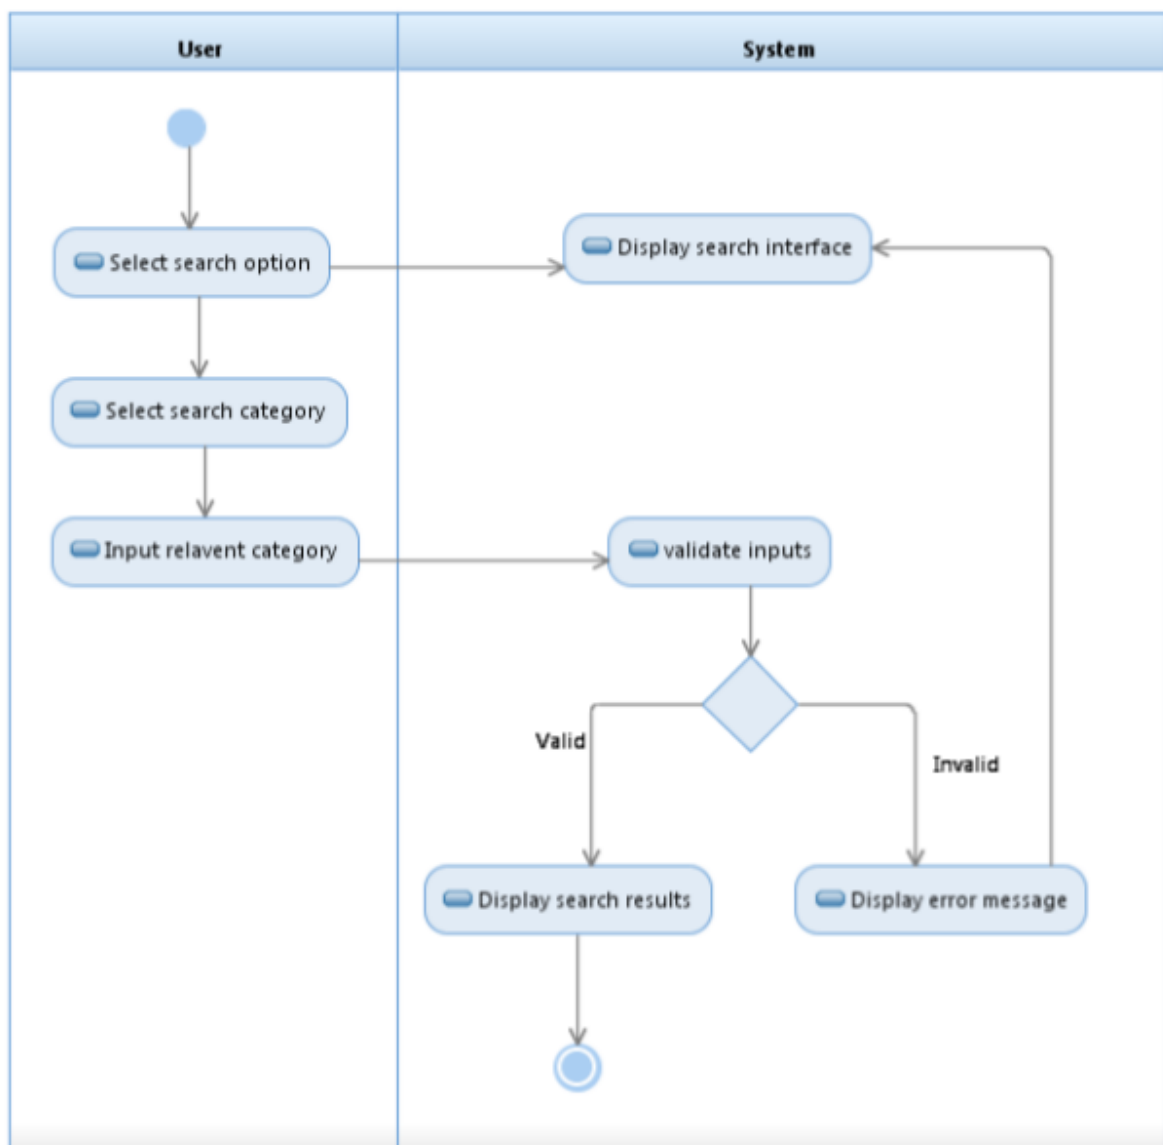 User
System
Select search option
Display search interface
Select search category
Input relavent category
validate inputs
Valid
Invalid
Display search results
Display error message